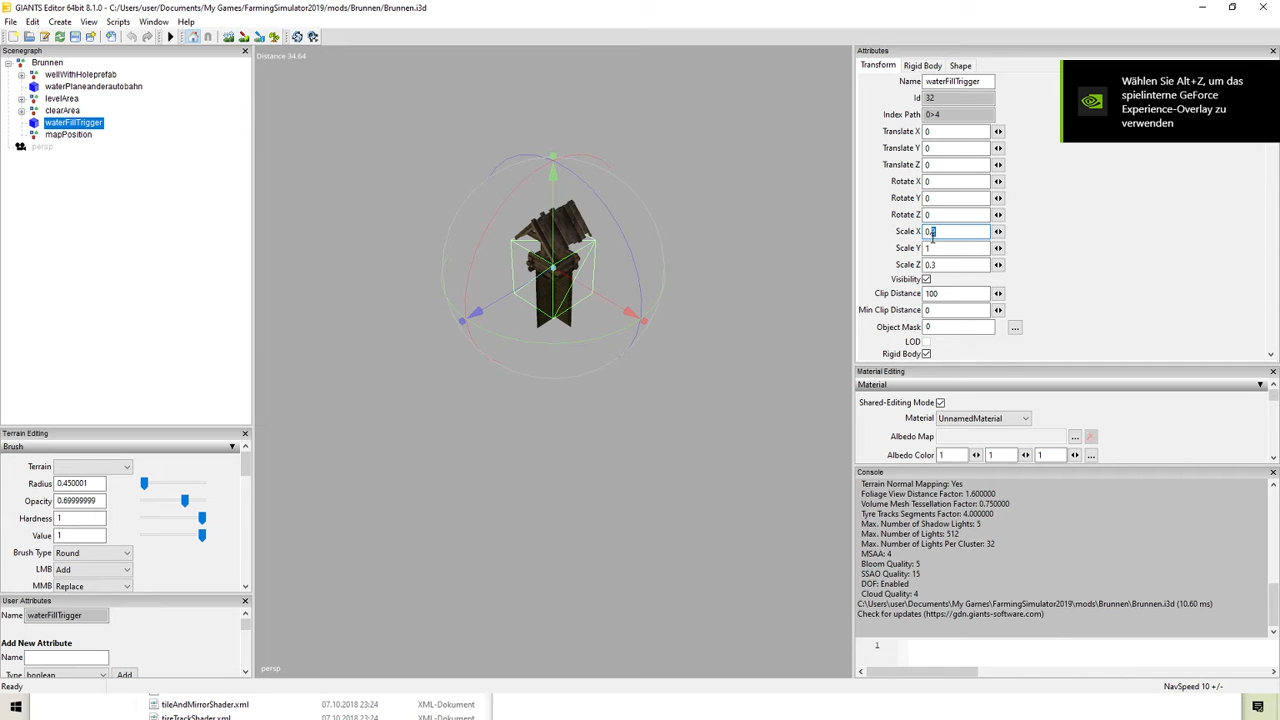 GIANTS Editor 64bit 8.1.0 - C:/Users/user/Documents/My Games/FarmingSimulator2019/mods/Brunnen/Brunnen.i3d
File Edit Create View Scripts Window Help
Scenegraph
Brunnen
wellWithHoleprefab
waterPlaneanderautobahn
levelArea
clearArea
waterFillTrigger
mapPosition
persp
Distance 34.64
persp
Attributes
Transform Rigid Body Shape
Name waterFillTrigger
Id 32
Index Path 0>4
Translate X 0
Translate Y 0
Translate Z 0
Rotate X 0
Rotate Y 0
Rotate Z 0
Scale X
Scale Y 1
Scale Z 0.3
Visibility
Clip Distance 100
Min Clip Distance 0
Object Mask 0 ...
LOD
Rigid Body
Wählen Sie Alt+Z, um das
spielinterne GeForce
Experience-Overlay zu
verwenden
Material Editing
Material
Shared-Editing Mode
Material UnnamedMaterial
Albedo Map ...
Albedo Color 1 1 1 ...
Console
Terrain Normal Mapping: Yes
Foliage View Distance Factor: 1.600000
Volume Mesh Tessellation Factor: 0.750000
Tyre Tracks Segments Factor: 4.000000
Max. Number of Shadow Lights: 5
Max. Number of Lights: 512
Max. Number of Lights Per Cluster: 32
MSAA: 4
Bloom Quality: 5
SSAO Quality: 15
DOF: Enabled
Cloud Quality: 4
C:\Users\user\Documents\My Games\FarmingSimulator2019\mods\Brunnen\Brunnen.i3d (10.60 ms)
Check for updates (https://gdn.giants-software.com)
1
Terrain Editing
Brush
Terrain
Radius 0.450001
Opacity 0.69999999
Hardness 1
Value 1
Brush Type Round
LMB Add
MMB Replace
User Attributes
Name waterFillTrigger
Add New Attribute
Name
Type boolean Add
Ready
NavSpeed 10 +/-
tileAndMirrorShader.xml 07.10.2018 23:24 XML-Dokument
tireTrackShader.xml 07.10.2018 23:24 XML-Dokument